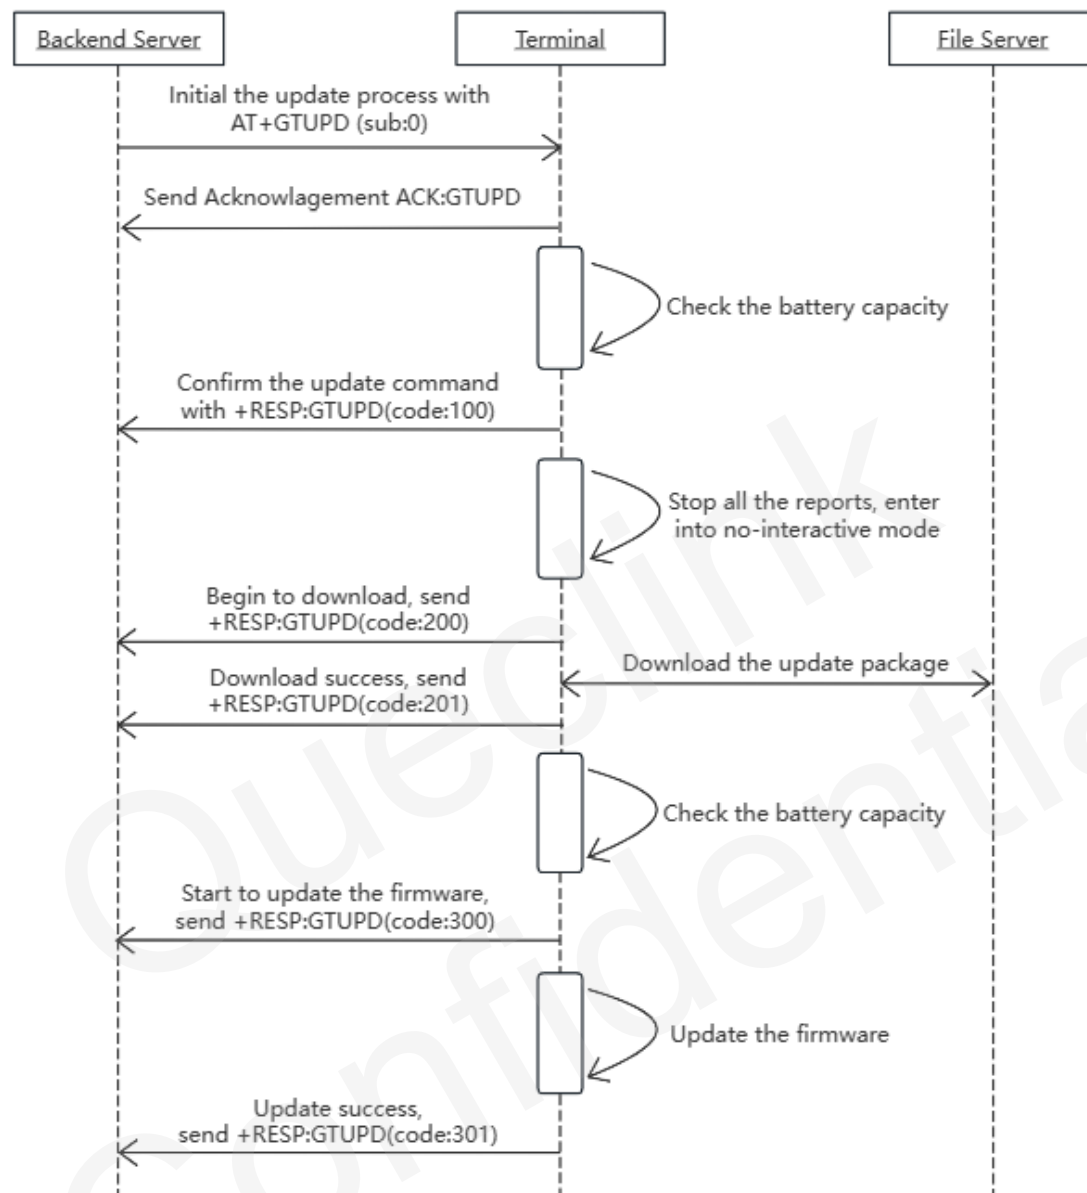 Backend Server
Terminal
File Server
Initial the update process with
AT+GTUPD (sub:0)
Send Acknowlagement ACK:GTUPD
Check the battery capacity
Confirm the update command
with +RESP:GTUPD(code:100)
Stop all the reports, enter
into no-interactive mode
Begin to download, send
+RESP:GTUPD(code:200)
Download the update package
Download success, send
+RESP:GTUPD(code:201)
Check the battery capacity
Start to update the firmware,
send +RESP:GTUPD(code:300)
Update the firmware
Update success,
send +RESP:GTUPD(code:301)
Queclink
Confidentia